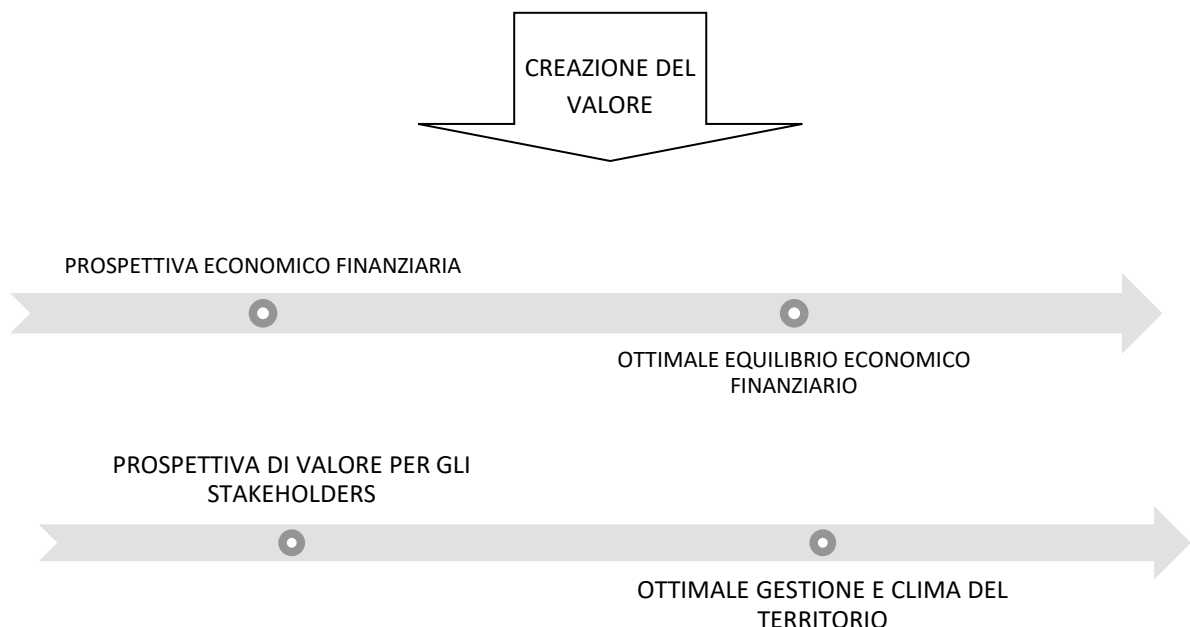 CREAZIONE DEL
VALORE
PROSPETTIVA ECONOMICO FINANZIARIA
OTTIMALE EQUILIBRIO ECONOMICO
FINANZIARIO
PROSPETTIVA DI VALORE PER GLI
STAKEHOLDERS
OTTIMALE GESTIONE E CLIMA DEL
TERRITORIO